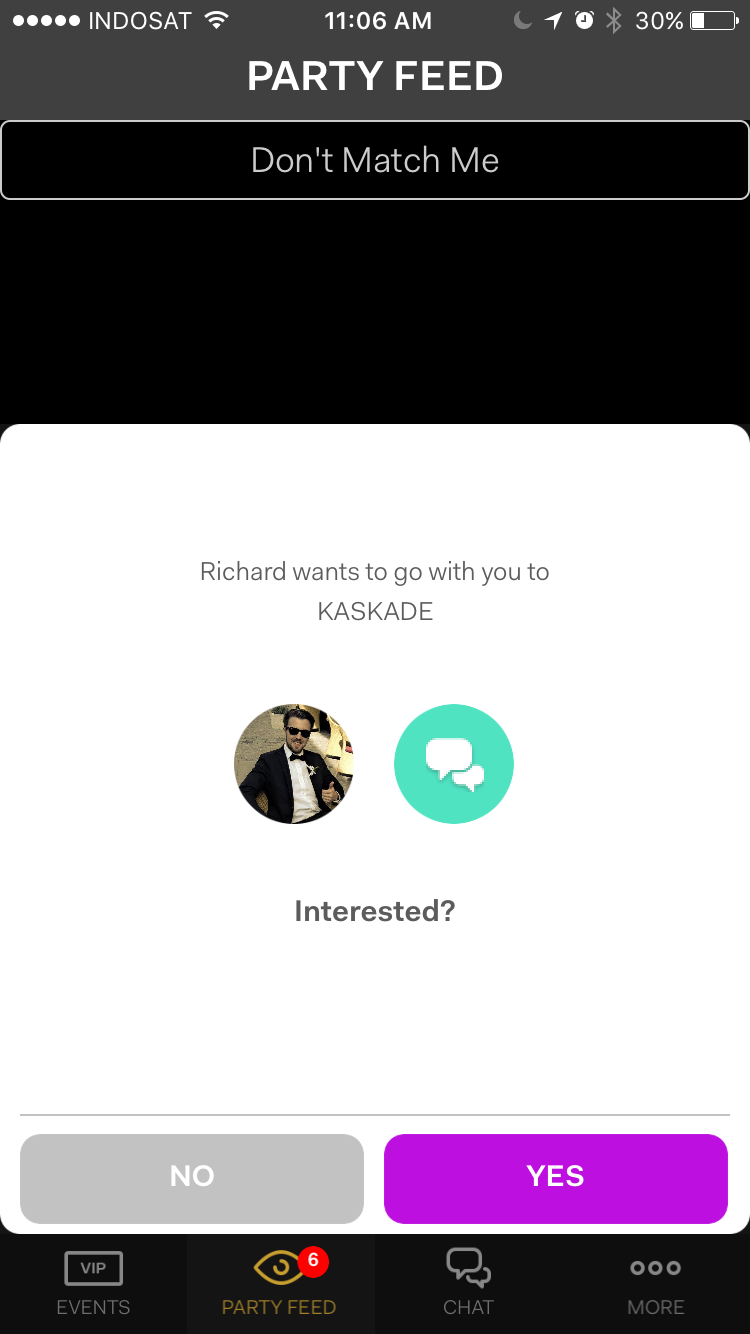 INDOSAT 11:06 AM 30%
PARTY FEED
Don't Match Me
Richard wants to go with you to
KASKADE
Interested?
NO YES
VIP 6
EVENTS PARTY FEED CHAT MORE